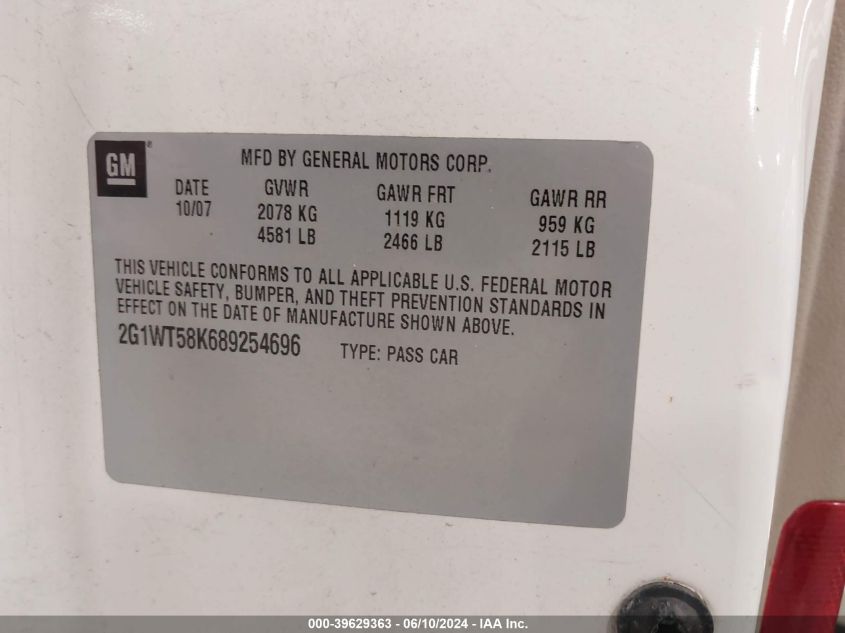 GM
MFD BY GENERAL MOTORS CORP.
DATE GVWR GAWR FRT GAWR RR
10/07 2078 KG 1119 KG 959 KG
4581 LB 2466 LB 2115 LB
THIS VEHICLE CONFORMS TO ALL APPLICABLE U.S. FEDERAL MOTOR
VEHICLE SAFETY, BUMPER, AND THEFT PREVENTION STANDARDS IN
EFFECT ON THE DATE OF MANUFACTURE SHOWN ABOVE.
2G1WT58K689254696 TYPE: PASS CAR
000-39629363 - 06/10/2024 - IAA Inc.